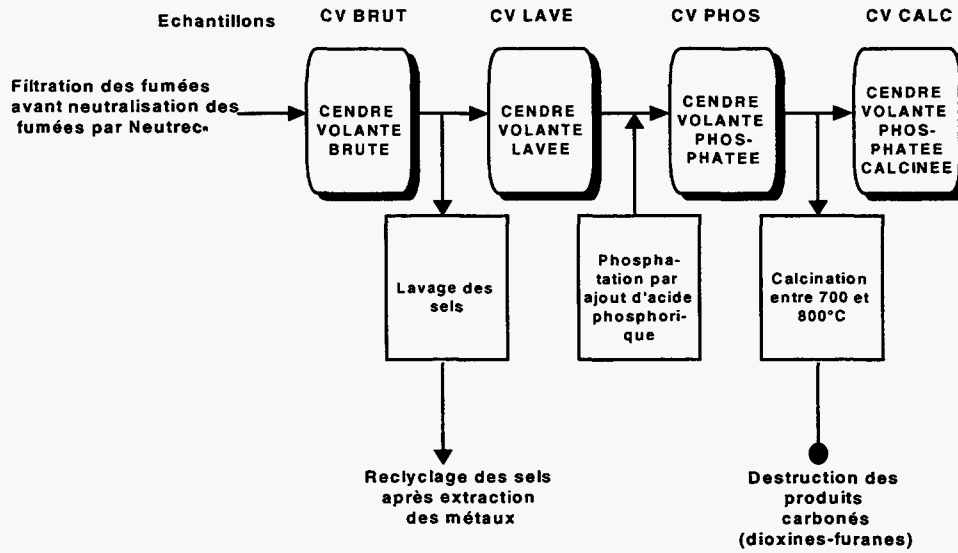 Echantillons
CV BRUT
CV LAVE
CV PHOS
CV CALC
Filtration des fumées
avant neutralisation des
fumées par Neutrec
CENDRE
VOLANTE
BRUTE
CENDRE
VOLANTE
LAVEE
CENDRE
VOLANTE
PHOS-
PHATEE
CENDRE
VOLANTE
PHOS-
PHATEE
CALCINEE
Lavage des
sels
Phospha-
tation par
ajout d'acide
phosphori-
que
Calcination
entre 700 et
800°C
Reclyclage des sels
après extraction
des métaux
Destruction des
produits
carbonés
(dioxines-furanes)